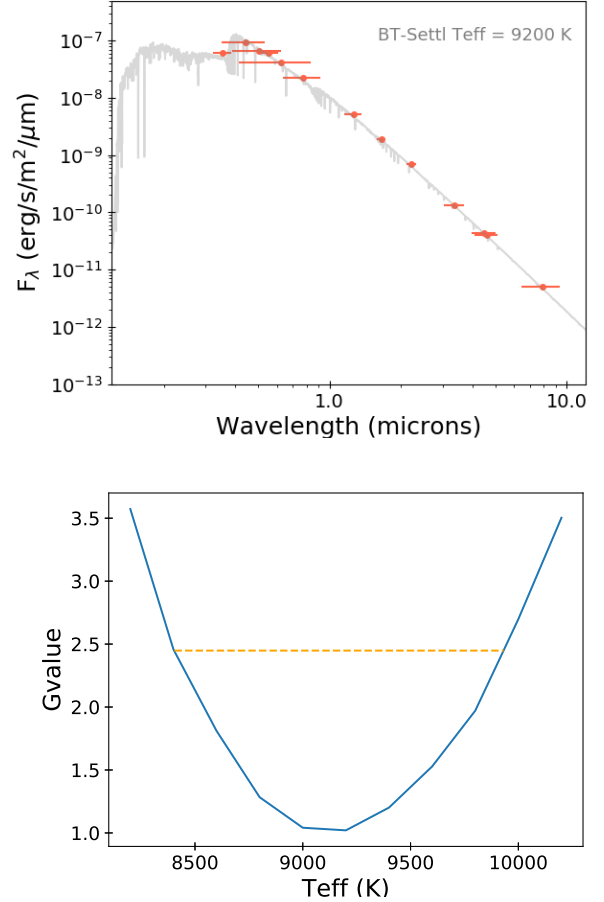 BT-Settl Teff = 9200 K
10⁻⁷
10⁻⁸
10⁻⁹
10⁻¹⁰
10⁻¹¹
10⁻¹²
10⁻¹³
F_λ (erg/s/m²/μm)
1.0 10.0
Wavelength (microns)
3.5
3.0
2.5
2.0
1.5
1.0
Gvalue
8500 9000 9500 10000
Teff (K)